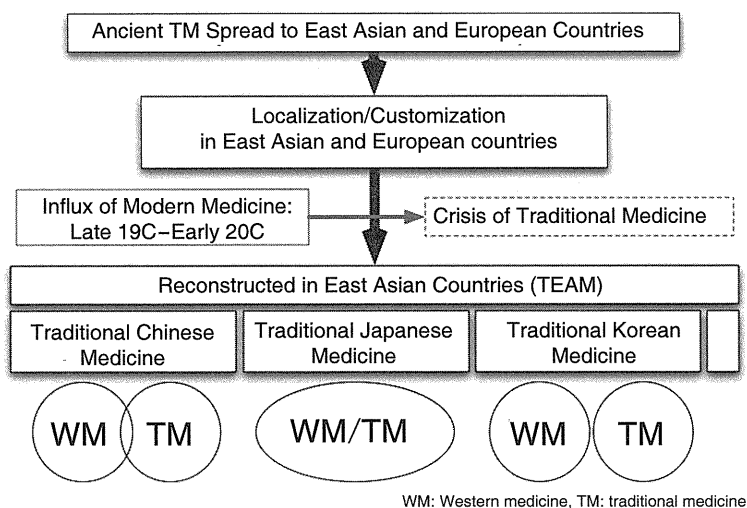 Ancient TM Spread to East Asian and European Countries
Localization/Customization
in East Asian and European countries
Influx of Modern Medicine:
Late 19C–Early 20C
Crisis of Traditional Medicine
Reconstructed in East Asian Countries (TEAM)
Traditional Chinese
Medicine
Traditional Japanese
Medicine
Traditional Korean
Medicine
WM
TM
WM/TM
WM
TM
WM: Western medicine, TM: traditional medicine